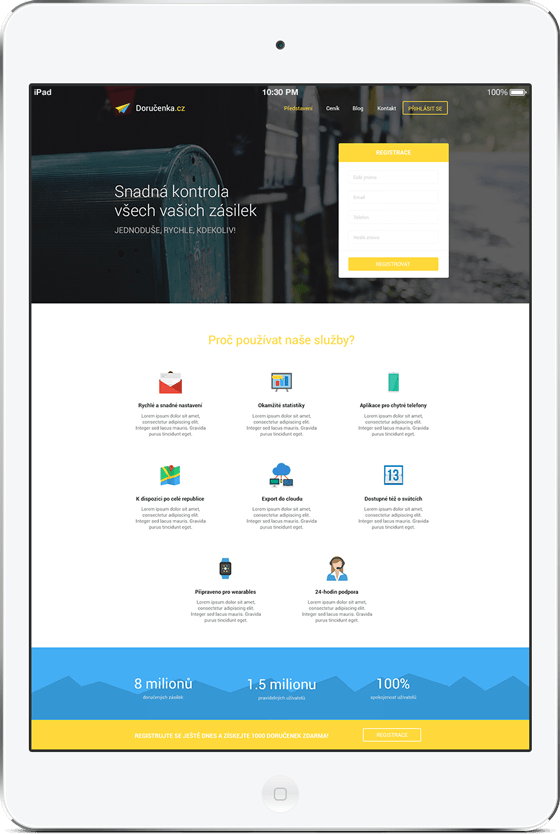 iPad
10:30 PM
100%
Doručenka.cz
Představení
Ceník
Blog
Kontakt
PŘIHLÁSIT SE
Snadná kontrola
všech vašich zásilek
JEDNODUŠE, RYCHLE, KDEKOLIV!
REGISTRACE
Email
Telefon
REGISTROVAT
Proč používat naše služby?
Rychlé a snadné nastavení
Lorem ipsum dolor sit amet,
consectetur adipiscing elit.
Integer sed lacus mauris. Gravida
purus tincidunt eget.
Okamžité statistiky
Lorem ipsum dolor sit amet,
consectetur adipiscing elit.
Integer sed lacus mauris. Gravida
purus tincidunt eget.
Aplikace pro chytré telefony
Lorem ipsum dolor sit amet,
consectetur adipiscing elit.
Integer sed lacus mauris. Gravida
purus tincidunt eget.
K dispozici po celé republice
Lorem ipsum dolor sit amet,
consectetur adipiscing elit.
Integer sed lacus mauris. Gravida
purus tincidunt eget.
Export do cloudu
Lorem ipsum dolor sit amet,
consectetur adipiscing elit.
Integer sed lacus mauris. Gravida
purus tincidunt eget.
13
Dostupné též o svátcích
Lorem ipsum dolor sit amet,
consectetur adipiscing elit.
Integer sed lacus mauris. Gravida
purus tincidunt eget.
Připraveno pro wearables
Lorem ipsum dolor sit amet,
consectetur adipiscing elit.
Integer sed lacus mauris. Gravida
purus tincidunt eget.
24-hodin podpora
Lorem ipsum dolor sit amet,
consectetur adipiscing elit.
Integer sed lacus mauris. Gravida
purus tincidunt eget.
8 milionů
doručených zásilek
1.5 milionu
pravidelných uživatelů
100%
spokojenost uživatelů
REGISTRUJTE SE JEŠTĚ DNES A ZÍSKEJTE 1000 DORUČENEK ZDARMA!
REGISTRACE